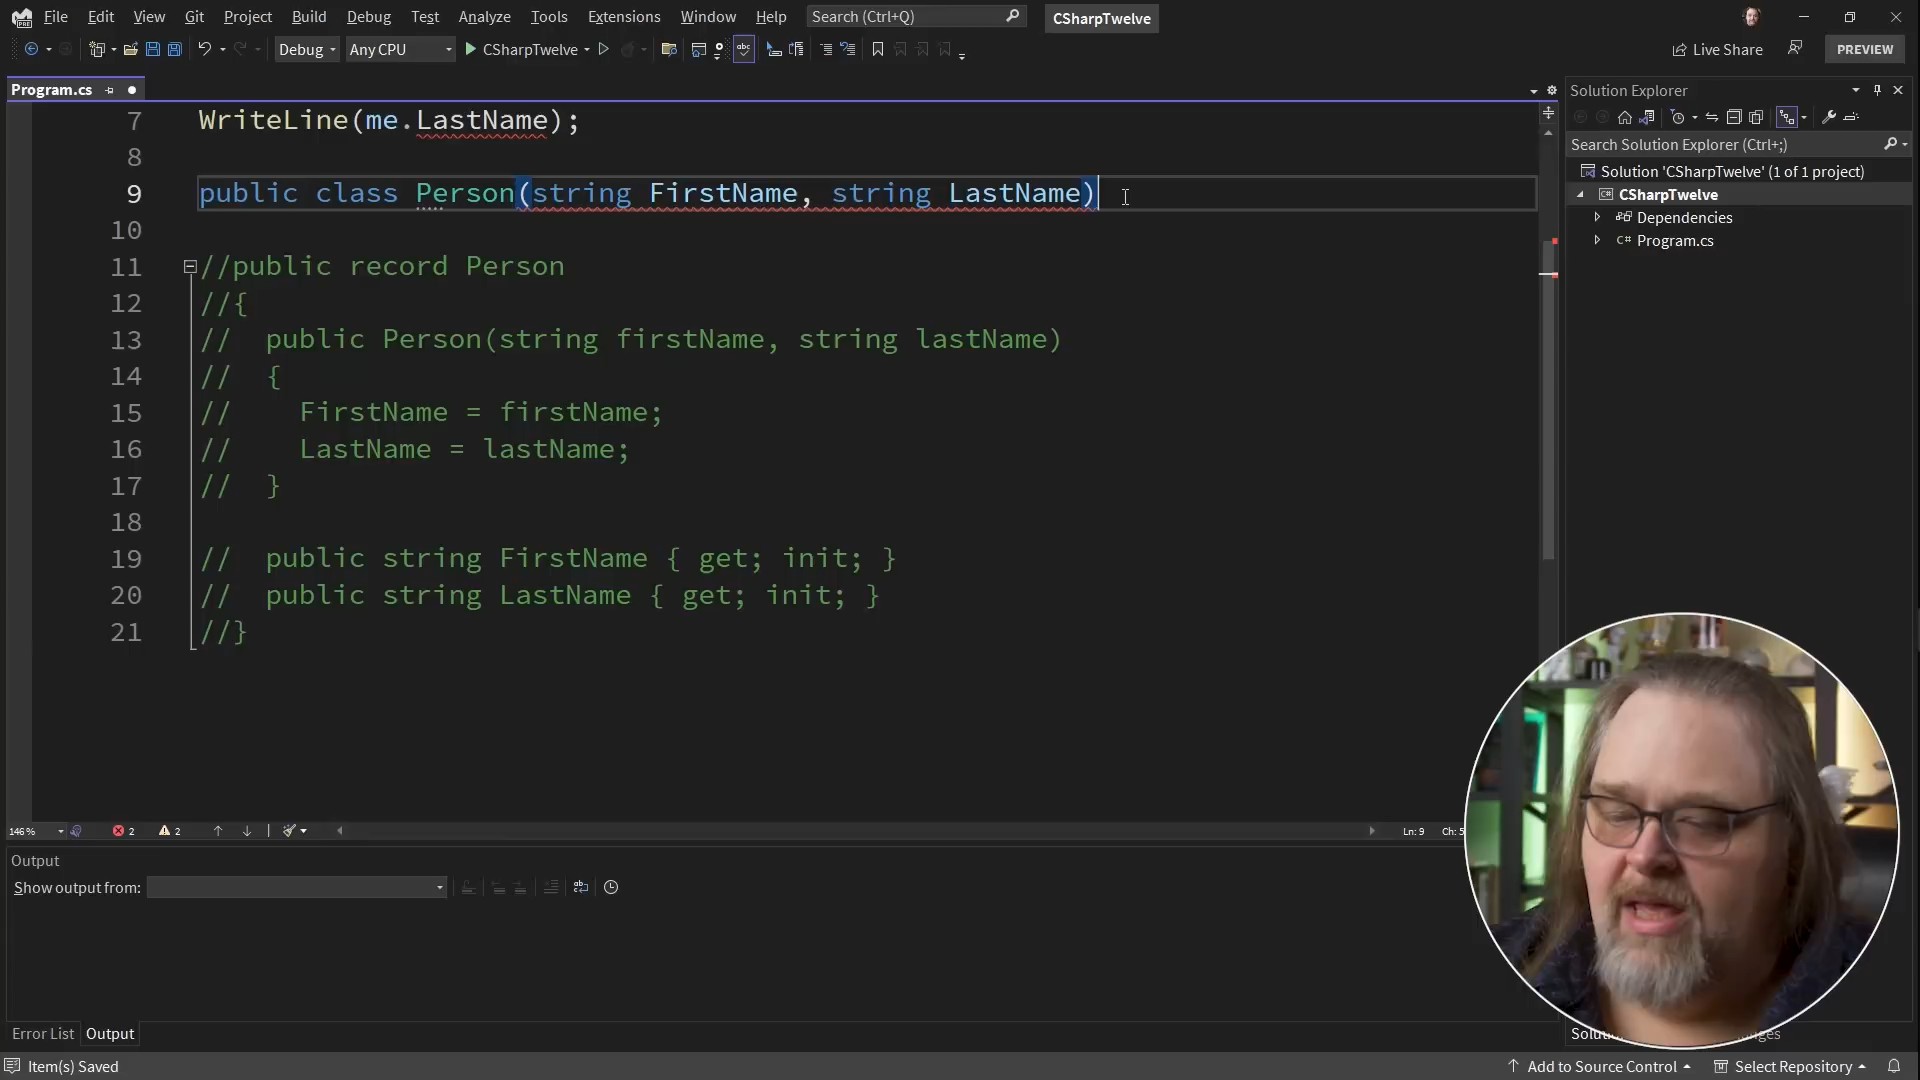 File Edit View Git Project Build Debug Test Analyze Tools Extensions Window Help Search (Ctrl+Q) CSharpTwelve
Debug Any CPU CSharpTwelve Live Share PREVIEW
Program.cs
Solution Explorer
Search Solution Explorer (Ctrl+;)
Solution 'CSharpTwelve' (1 of 1 project)
CSharpTwelve
Dependencies
C# Program.cs
7 WriteLine(me.LastName);
8
9 public class Person(string FirstName, string LastName)
10
11 //public record Person
12 //{
13 //  public Person(string firstName, string lastName)
14 //  {
15 //    FirstName = firstName;
16 //    LastName = lastName;
17 //  }
18
19 //  public string FirstName { get; init; }
20 //  public string LastName { get; init; }
21 //}
146 % 2 2 Ln: 9 Ch: 5
Output
Show output from:
Error List Output
Item(s) Saved Add to Source Control Select Repository